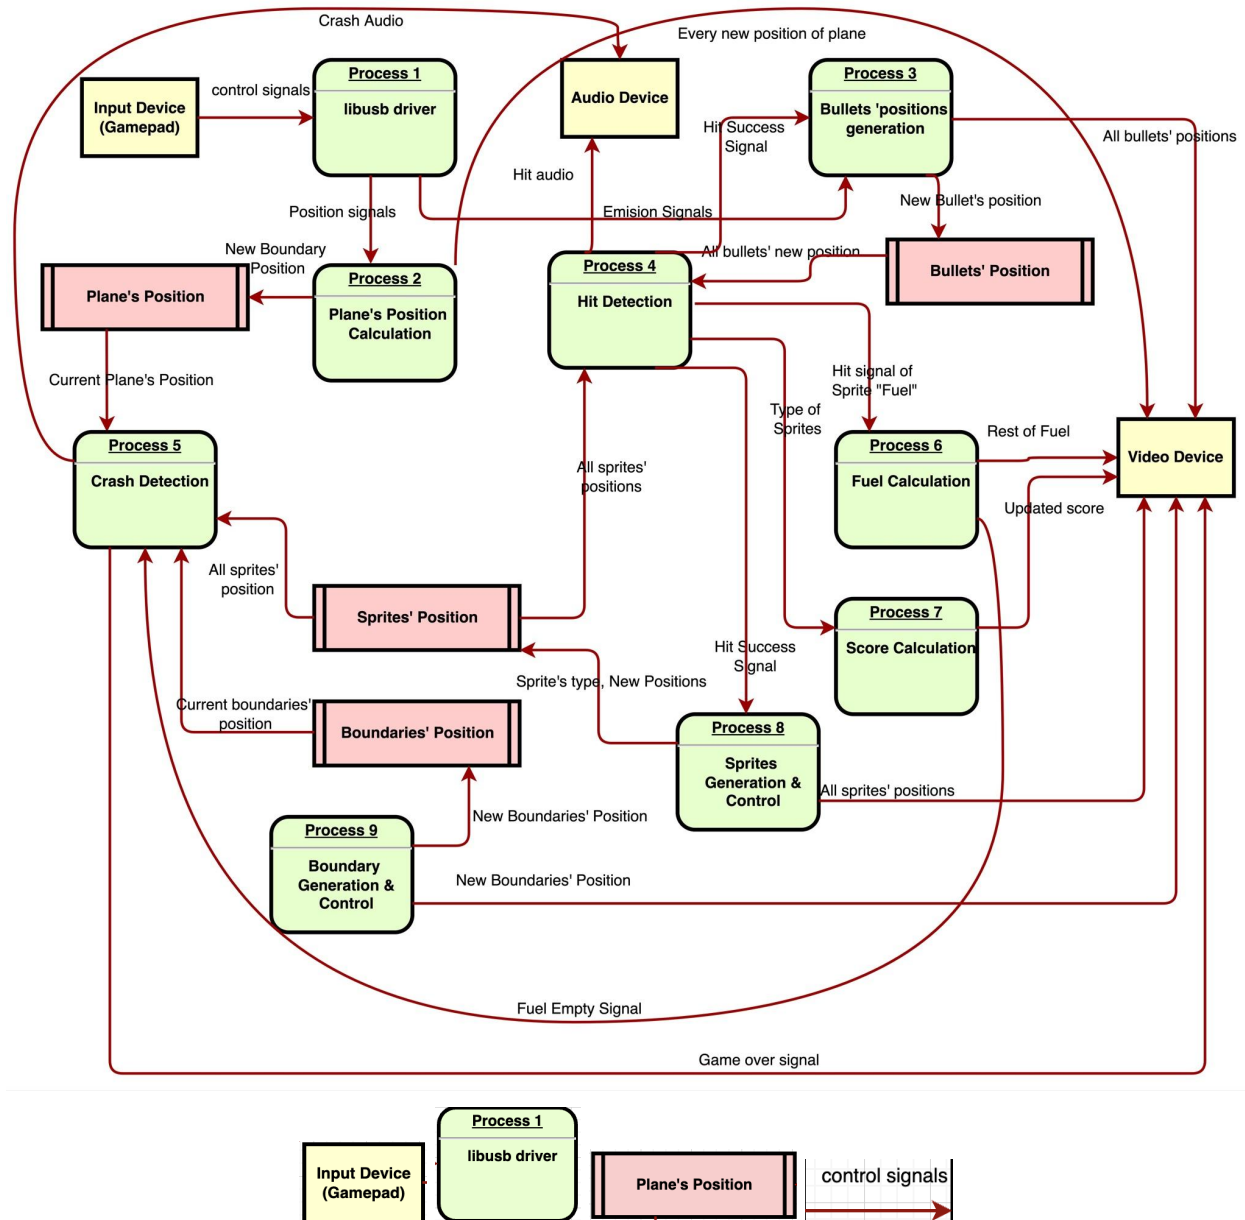 Crash Audio
Every new position of plane
Process 1
libusb driver
Input Device
(Gamepad)
control signals
Audio Device
Process 3
Bullets 'positions
generation
Hit Success
Signal
All bullets' positions
Hit audio
Position signals
Emision Signals
New Bullet's position
New Boundary
Position
Plane's Position
Process 2
Plane's Position
Calculation
Process 4
Hit Detection
All bullets' new position
Bullets' Position
Current Plane's Position
Hit signal of
Sprite "Fuel"
Type of
Sprites
Process 5
Crash Detection
Process 6
Fuel Calculation
Rest of Fuel
Video Device
All sprites'
positions
Updated score
All sprites'
position
Sprites' Position
Process 7
Score Calculation
Hit Success
Signal
Sprite's type, New Positions
Current boundaries'
position
Boundaries' Position
Process 8
Sprites
Generation &
Control
All sprites' positions
New Boundaries' Position
Process 9
Boundary
Generation &
Control
New Boundaries' Position
Fuel Empty Signal
Game over signal
Process 1
libusb driver
Input Device
(Gamepad)
Plane's Position
control signals